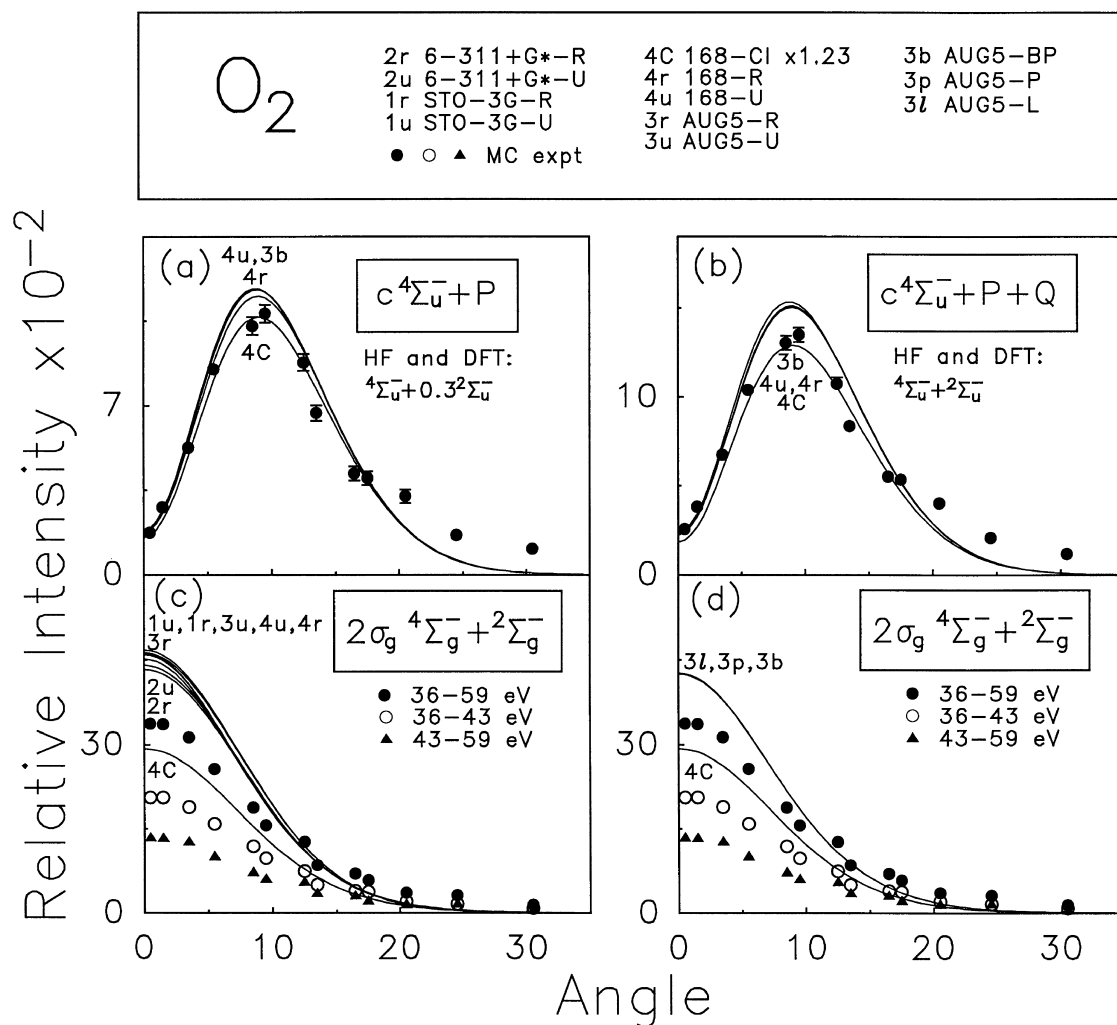 O₂
2r 6-311+G*-R
2u 6-311+G*-U
1r STO-3G-R
1u STO-3G-U
● ○ ▲ MC expt
4C 168-CI x1.23
4r 168-R
4u 168-U
3r AUG5-R
3u AUG5-U
3b AUG5-BP
3p AUG5-P
3l AUG5-L
Relative Intensity x10⁻²
(a)
4u,3b
4r
c⁴Σᵤ⁻+P
4C
HF and DFT:
⁴Σᵤ⁻+0.3²Σᵤ⁻
7
0
(b)
c⁴Σᵤ⁻+P+Q
3b
4u,4r
4C
HF and DFT:
⁴Σᵤ⁻+²Σᵤ⁻
10
0
(c)
1u,1r,3u,4u,4r
3r
2u
2r
4C
2σg ⁴Σg⁻+²Σg⁻
● 36-59 eV
○ 36-43 eV
▲ 43-59 eV
30
0
0 10 20 30
(d)
3l,3p,3b
4C
2σg ⁴Σg⁻+²Σg⁻
● 36-59 eV
○ 36-43 eV
▲ 43-59 eV
30
0
0 10 20 30
Angle